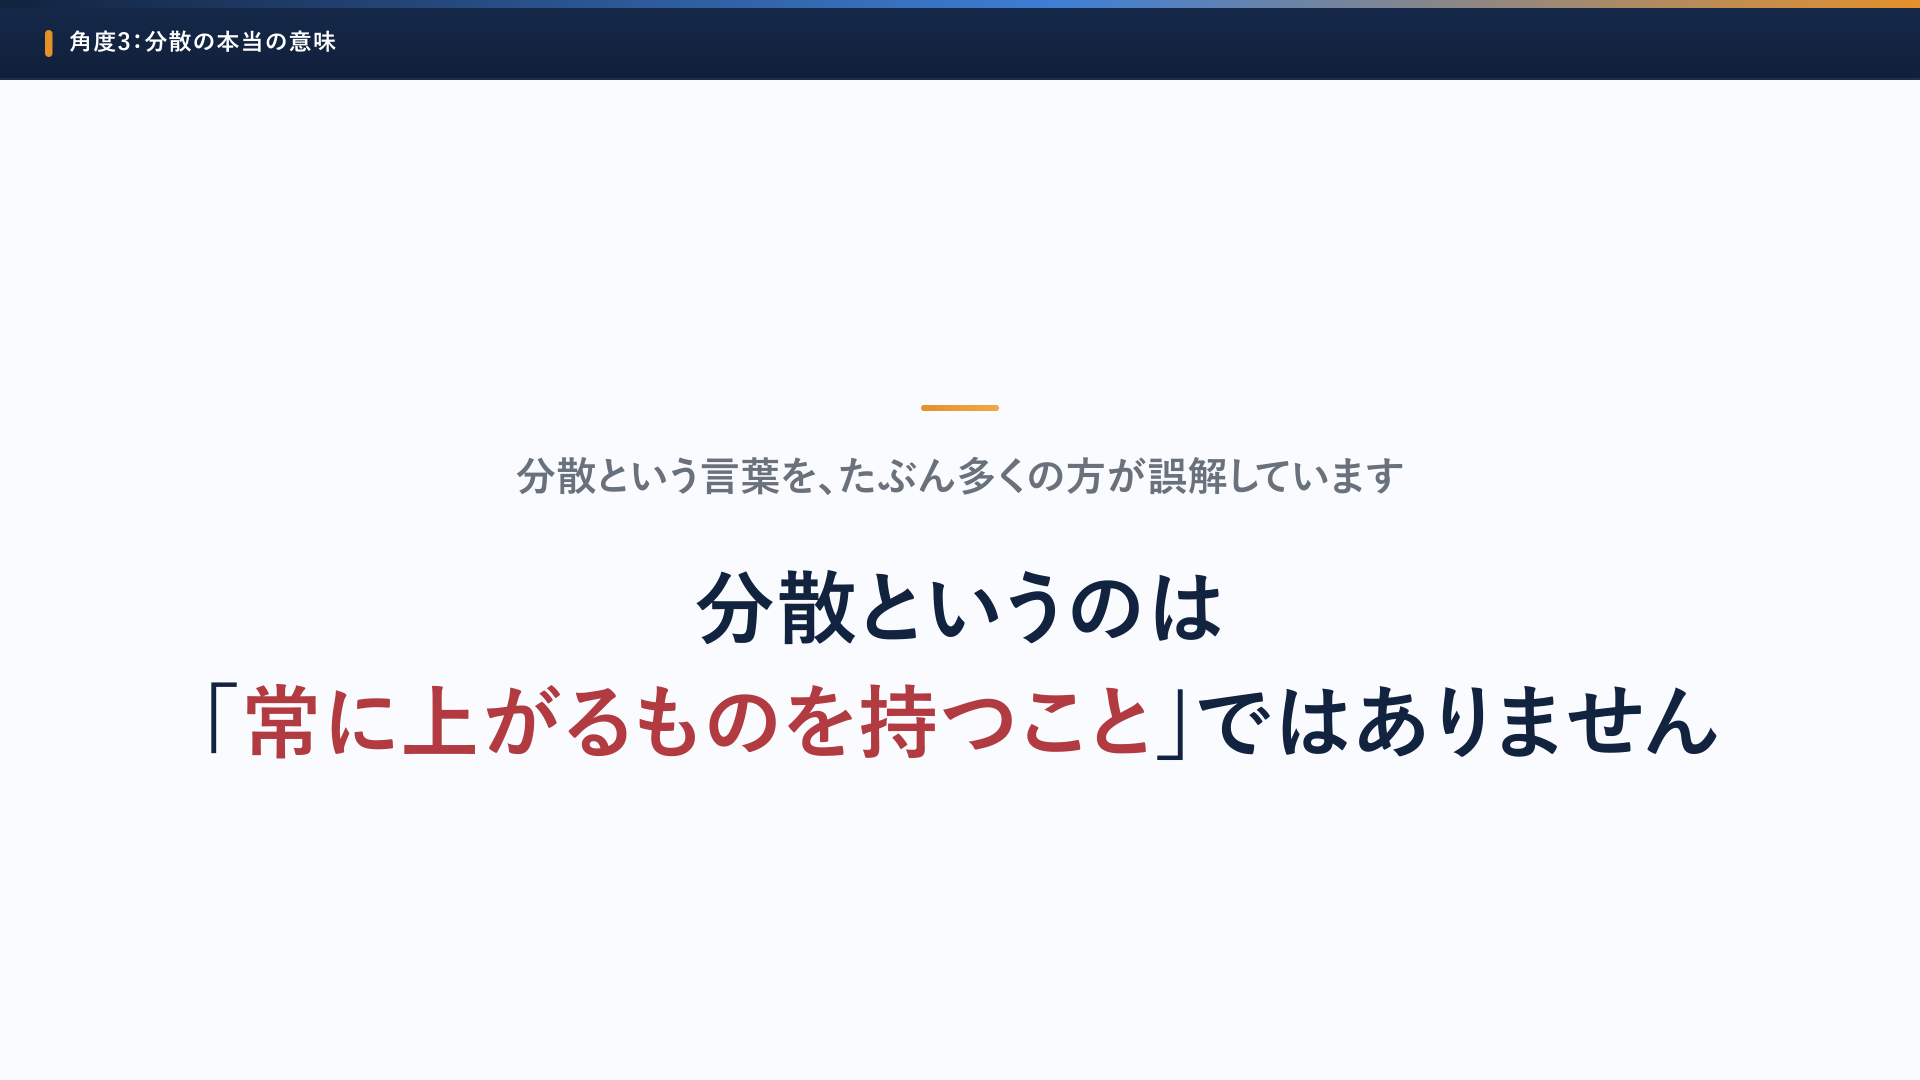 角度3：分散の本当の意味
分散という言葉を、たぶん多くの方が誤解しています
分散というのは
「常に上がるものを持つこと」ではありません